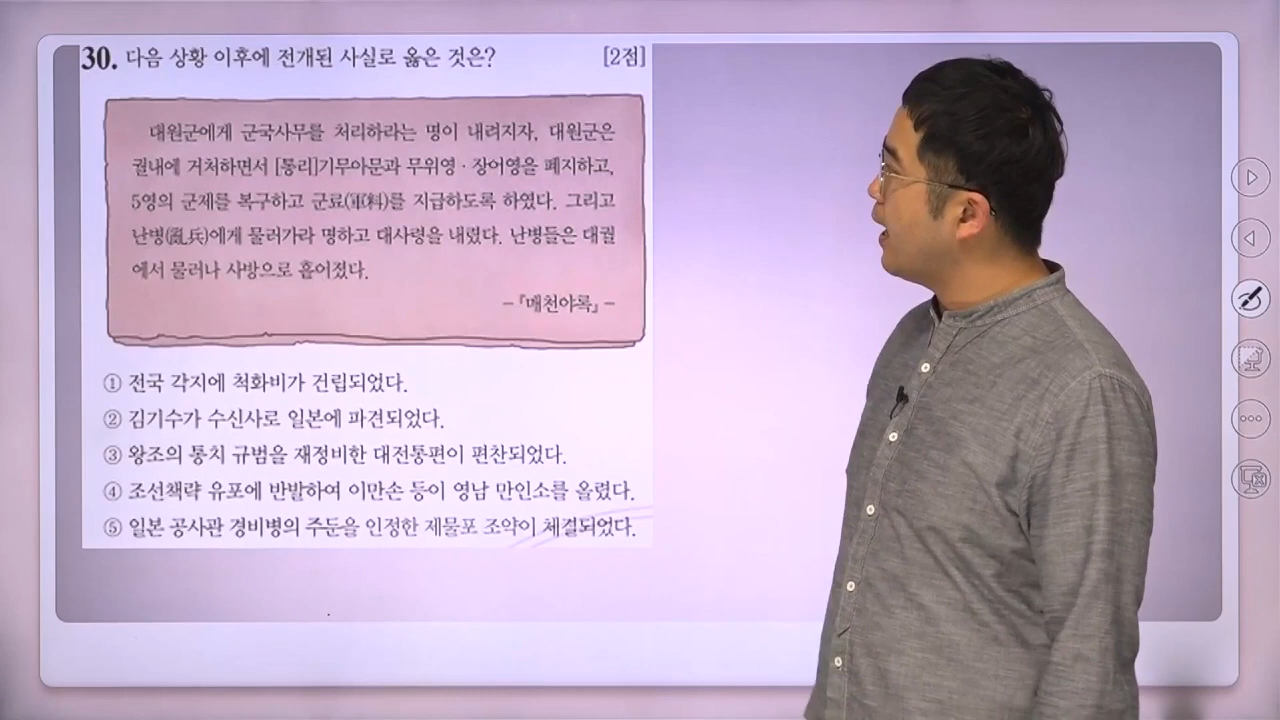 30. 다음 상황 이후에 전개된 사실로 옳은 것은? [2점]
대원군에게 군국사무를 처리하라는 명이 내려지자, 대원군은
궐내에 거처하면서 [통리]기무아문과 무위영·장어영을 폐지하고,
5영의 군제를 복구하고 군료(軍料)를 지급하도록 하였다. 그리고
난병(亂兵)에게 물러가라 명하고 대사령을 내렸다. 난병들은 대궐
에서 물러나 사방으로 흩어졌다.
-『매천야록』-
① 전국 각지에 척화비가 건립되었다.
② 김기수가 수신사로 일본에 파견되었다.
③ 왕조의 통치 규범을 재정비한 대전통편이 편찬되었다.
④ 조선책략 유포에 반발하여 이만손 등이 영남 만인소를 올렸다.
⑤ 일본 공사관 경비병의 주둔을 인정한 제물포 조약이 체결되었다.